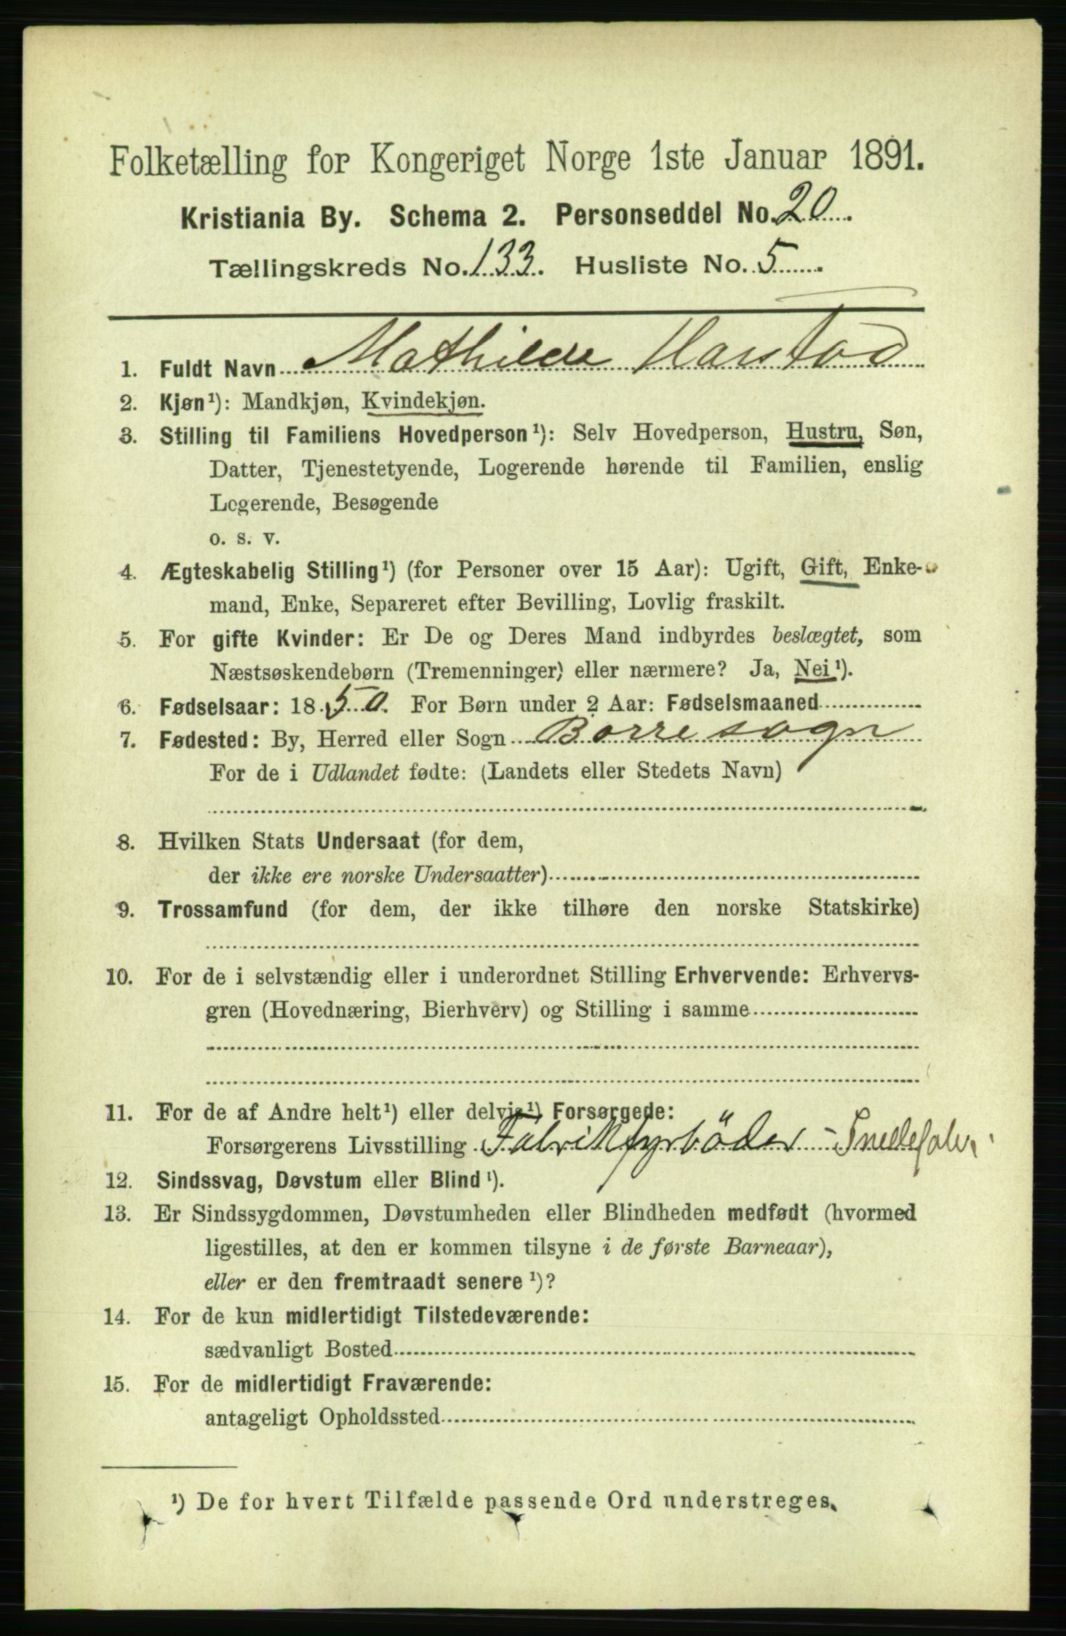 Folketælling for Kongeriget Norge 1ste Januar 1891.
Kristiania By. Schema 2. Personseddel No. 20.
Tællingskreds No. 133. Husliste No. 5.
1. Fuldt Navn Mathilde Harstad
2. Kjøn¹): Mandkjøn, Kvindekjøn.
3. Stilling til Familiens Hovedperson¹): Selv Hovedperson, Hustru, Søn,
Datter, Tjenestetyende, Logerende hørende til Familien, enslig
Logerende, Besøgende
o. s. v.
4. Ægteskabelig Stilling¹) (for Personer over 15 Aar): Ugift, Gift, Enke-
mand, Enke, Separeret efter Bevilling, Lovlig fraskilt.
5. For gifte Kvinder: Er De og Deres Mand indbyrdes beslægtet, som
Næstsøskendebørn (Tremenninger) eller nærmere? Ja, Nei¹).
6. Fødselsaar: 1850. For Børn under 2 Aar: Fødselsmaaned
7. Fødested: By, Herred eller Sogn Borre sogn
For de i Udlandet fødte: (Landets eller Stedets Navn)
8. Hvilken Stats Undersaat (for dem,
der ikke ere norske Undersaatter)
9. Trossamfund (for dem, der ikke tilhøre den norske Statskirke)
10. For de i selvstændig eller i underordnet Stilling Erhvervende: Erhvervs-
gren (Hovednæring, Bierhverv) og Stilling i samme
11. For de af Andre helt¹) eller delvis¹) Forsørgede:
Forsørgerens Livsstilling Fabrikfyrbøder -
12. Sindssvag, Døvstum eller Blind¹).
13. Er Sindssygdommen, Døvstumheden eller Blindheden medfødt (hvormed
ligestilles, at den er kommen tilsyne i de første Barneaar),
eller er den fremtraadt senere¹)?
14. For de kun midlertidigt Tilstedeværende:
sædvanligt Bosted
15. For de midlertidigt Fraværende:
antageligt Opholdssted
¹) De for hvert Tilfælde passende Ord understreges.